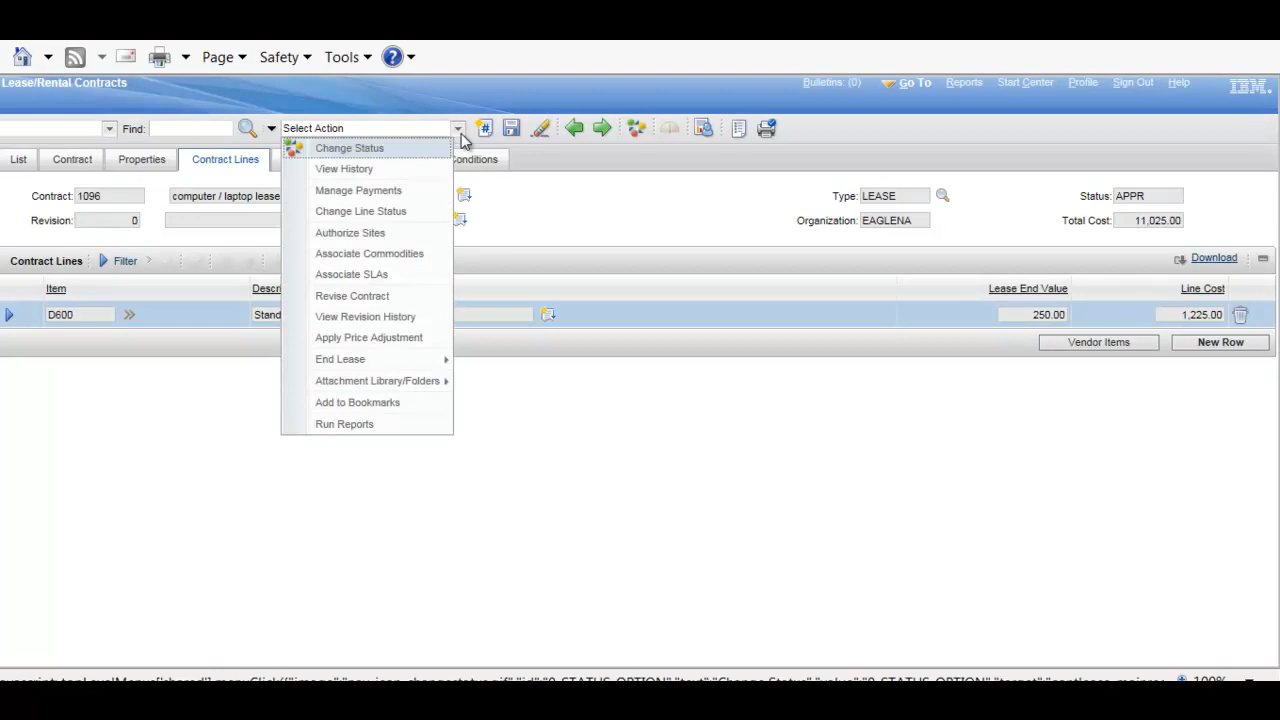 Page Safety Tools
Lease/Rental Contracts Bulletins: (0) Go To Reports Start Center Profile Sign Out Help IBM.
Find: Select Action
List Contract Properties Contract Lines Conditions
Change Status
View History
Manage Payments
Change Line Status
Authorize Sites
Associate Commodities
Associate SLAs
Revise Contract
View Revision History
Apply Price Adjustment
End Lease
Attachment Library/Folders
Add to Bookmarks
Run Reports
Contract: 1096 computer / laptop lease Type: LEASE Status: APPR
Revision: 0 Organization: EAGLENA Total Cost: 11,025.00
Contract Lines Filter Download
Item Descri Lease End Value Line Cost
D600 Stand 250.00 1,225.00
Vendor Items New Row